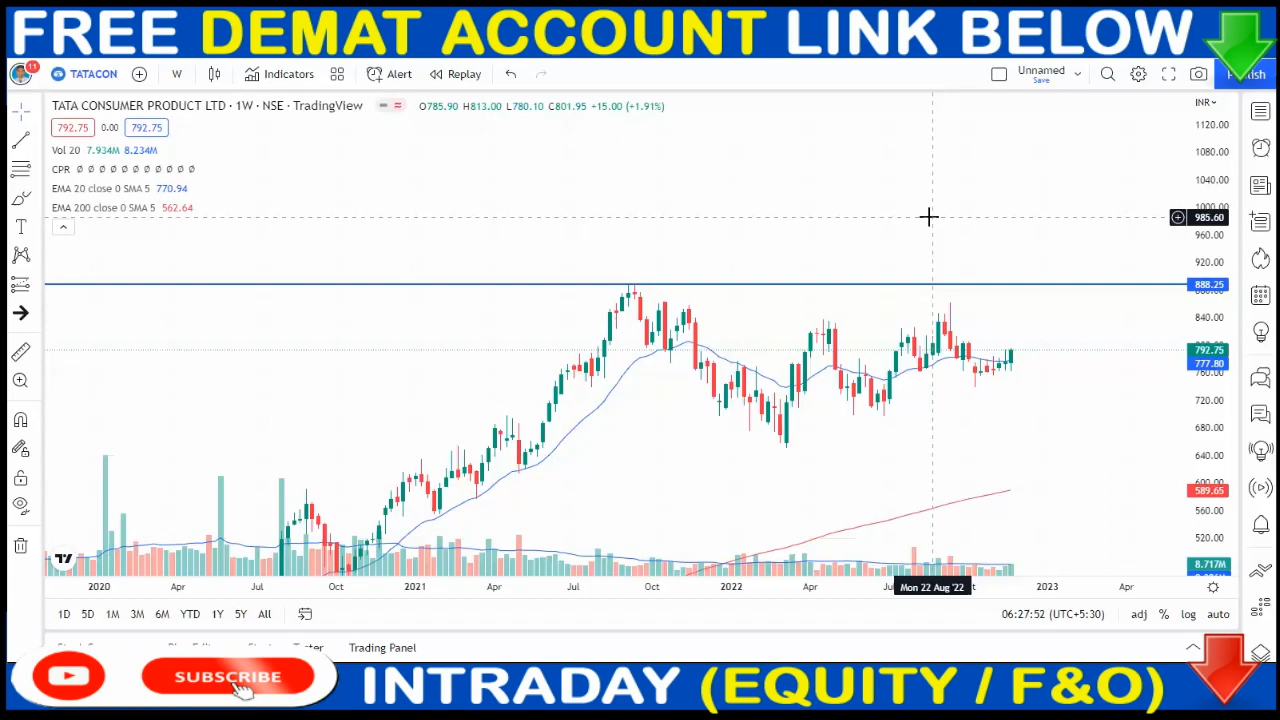 FREE DEMAT ACCOUNT LINK BELOW
11 TATACON W Indicators Alert Replay Unnamed Save
TATA CONSUMER PRODUCT LTD · 1W · NSE · TradingView O785.90 H813.00 L780.10 C801.95 +15.00 (+1.91%) INR
792.75 0.00 792.75
Vol 20 7.934M 8.234M
CPR Ø Ø Ø Ø Ø Ø Ø Ø Ø Ø Ø
EMA 20 close 0 SMA 5 770.94
EMA 200 close 0 SMA 5 562.64
1120.00
1080.00
1040.00
1000.00
985.60
960.00
920.00
888.25
840.00
792.75
777.80
760.00
720.00
680.00
640.00
600.00
589.65
560.00
520.00
8.717M
2020 Apr Jul Oct 2021 Apr Jul Oct 2022 Apr Mon 22 Aug '22 2023 Apr
1D 5D 1M 3M 6M YTD 1Y 5Y All 06:27:52 (UTC+5:30) adj % log auto
Trading Panel
SUBSCRIBE
INTRADAY (EQUITY / F&O)